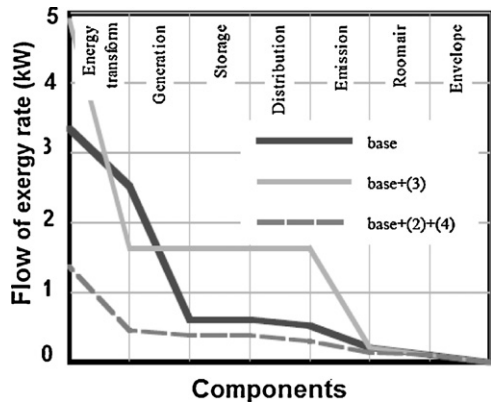 5
4
3
2
1
0
Flow of exergy rate (kW)
Energy
transform
Generation
Storage
Distribution
Emission
Roomair
Envelope
base
base+(3)
base+(2)+(4)
Components